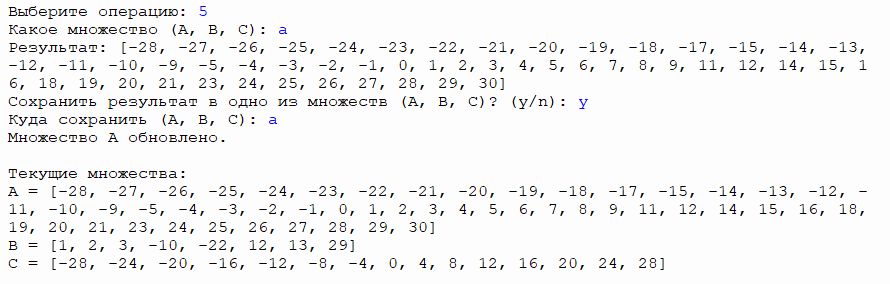 Выберите операцию: 5
Какое множество (A, B, C): a
Результат: [-28, -27, -26, -25, -24, -23, -22, -21, -20, -19, -18, -17, -15, -14, -13,
-12, -11, -10, -9, -5, -4, -3, -2, -1, 0, 1, 2, 3, 4, 5, 6, 7, 8, 9, 11, 12, 14, 15, 1
6, 18, 19, 20, 21, 23, 24, 25, 26, 27, 28, 29, 30]
Сохранить результат в одно из множеств (A, B, C)? (y/n): y
Куда сохранить (A, B, C): a
Множество A обновлено.
Текущие множества:
A = [-28, -27, -26, -25, -24, -23, -22, -21, -20, -19, -18, -17, -15, -14, -13, -12, -
11, -10, -9, -5, -4, -3, -2, -1, 0, 1, 2, 3, 4, 5, 6, 7, 8, 9, 11, 12, 14, 15, 16, 18,
19, 20, 21, 23, 24, 25, 26, 27, 28, 29, 30]
B = [1, 2, 3, -10, -22, 12, 13, 29]
C = [-28, -24, -20, -16, -12, -8, -4, 0, 4, 8, 12, 16, 20, 24, 28]